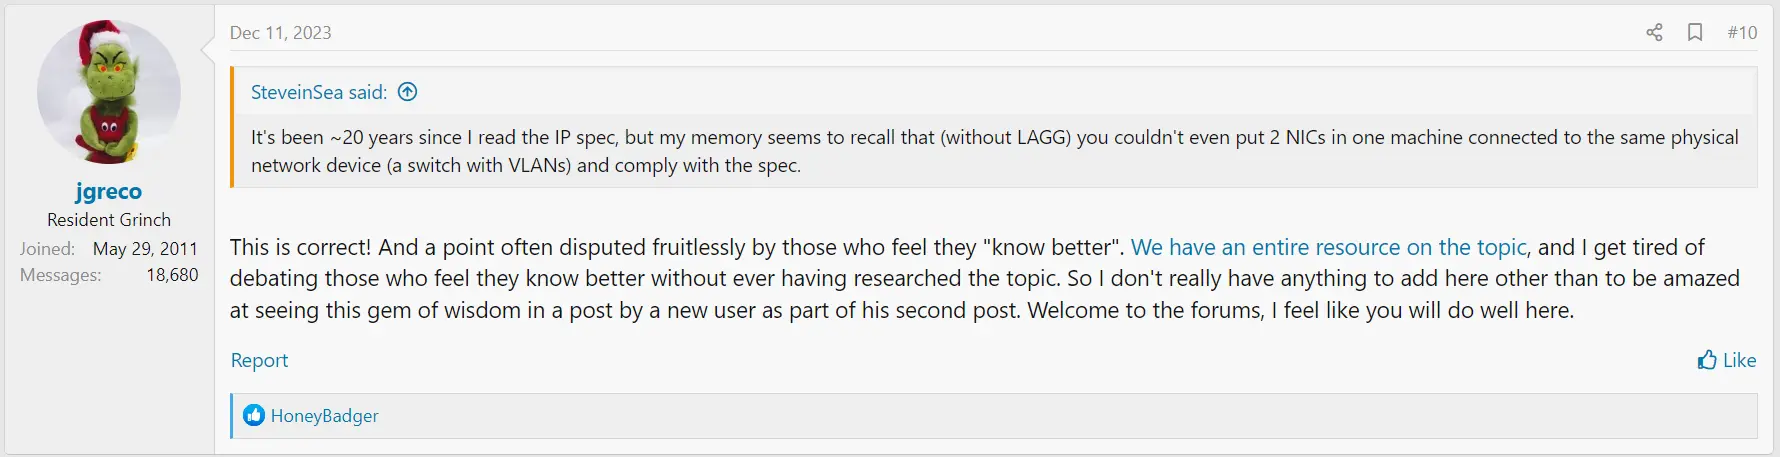 Dec 11, 2023
#10
jgreco
Resident Grinch
Joined: May 29, 2011
Messages: 18,680
SteveinSea said:
It's been ~20 years since I read the IP spec, but my memory seems to recall that (without LAGG) you couldn't even put 2 NICs in one machine connected to the same physical
network device (a switch with VLANs) and comply with the spec.
This is correct! And a point often disputed fruitlessly by those who feel they "know better". We have an entire resource on the topic, and I get tired of
debating those who feel they know better without ever having researched the topic. So I don't really have anything to add here other than to be amazed
at seeing this gem of wisdom in a post by a new user as part of his second post. Welcome to the forums, I feel like you will do well here.
Report
Like
HoneyBadger